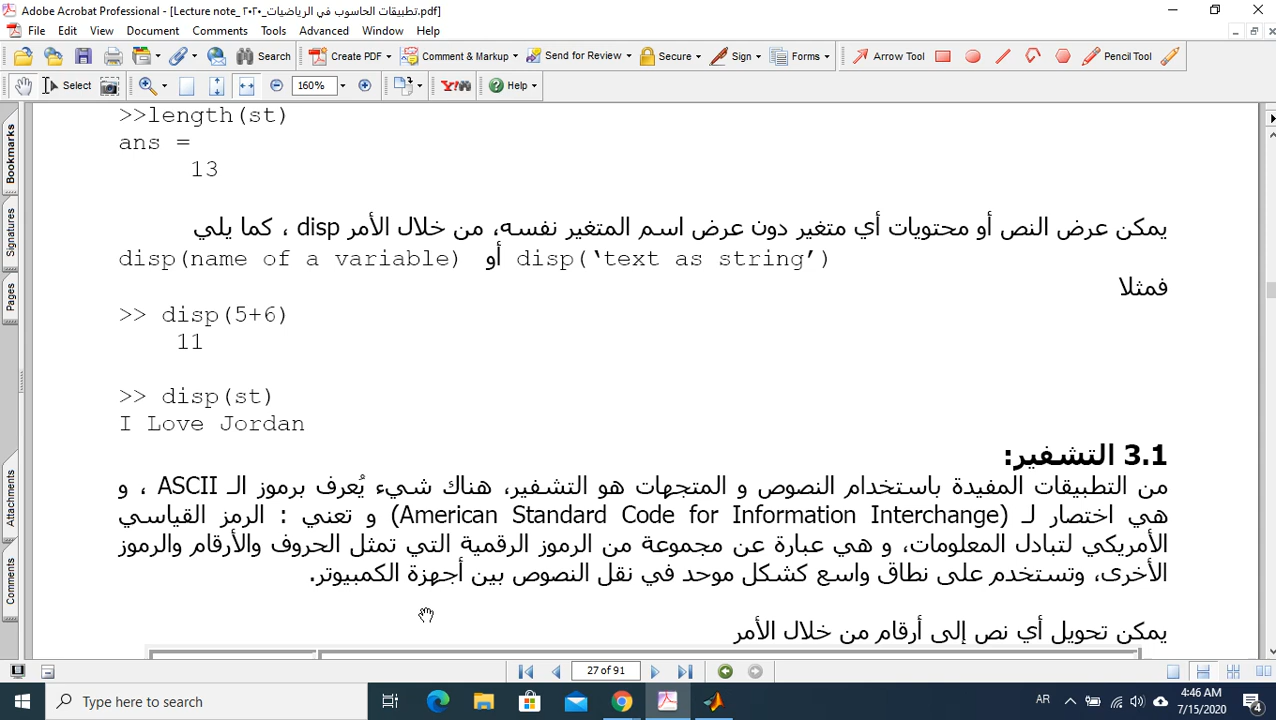 Adobe Acrobat Professional - [Lecture note_ تطبيقات الحاسوب في الرياضيات_٢٠٢٠.pdf]
File Edit View Document Comments Tools Advanced Window Help
Search Create PDF Comment & Markup Send for Review Secure Sign Forms Arrow Tool Pencil Tool
Select 160% Y! Help
Bookmarks
Signatures
Pages
Attachments
Comments
>>length(st)
ans =
13
يمكن عرض النص أو محتويات أي متغير دون عرض اسم المتغير نفسه، من خلال الأمر disp ، كما يلي
disp(name of a variable) أو disp(‘text as string’)
فمثلا
>> disp(5+6)
11
>> disp(st)
I Love Jordan
3.1 التشفير:
من التطبيقات المفيدة باستخدام النصوص و المتجهات هو التشفير، هناك شيء يُعرف برموز الـ ASCII ، و
هي اختصار لـ (American Standard Code for Information Interchange) و تعني : الرمز القياسي
الأمريكي لتبادل المعلومات، و هي عبارة عن مجموعة من الرموز الرقمية التي تمثل الحروف والأرقام والرموز
الأخرى، وتستخدم على نطاق واسع كشكل موحد في نقل النصوص بين أجهزة الكمبيوتر.
يمكن تحويل أي نص إلى أرقام من خلال الأمر
27 of 91
Type here to search
AR
4:46 AM
7/15/2020
4